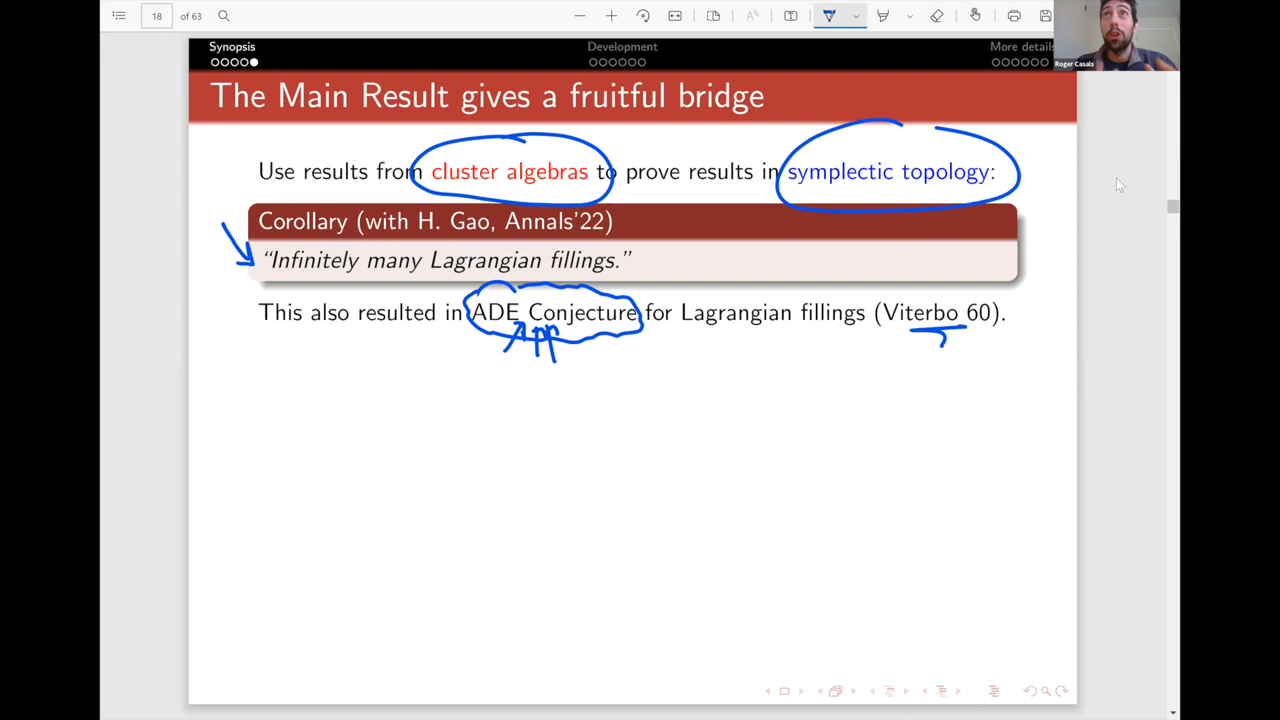 18 of 63
Roger Casals
Synopsis Development More details
The Main Result gives a fruitful bridge
Use results from cluster algebras to prove results in symplectic topology:
Corollary (with H. Gao, Annals'22)
“Infinitely many Lagrangian fillings.”
This also resulted in ADE Conjecture for Lagrangian fillings (Viterbo 60).
App